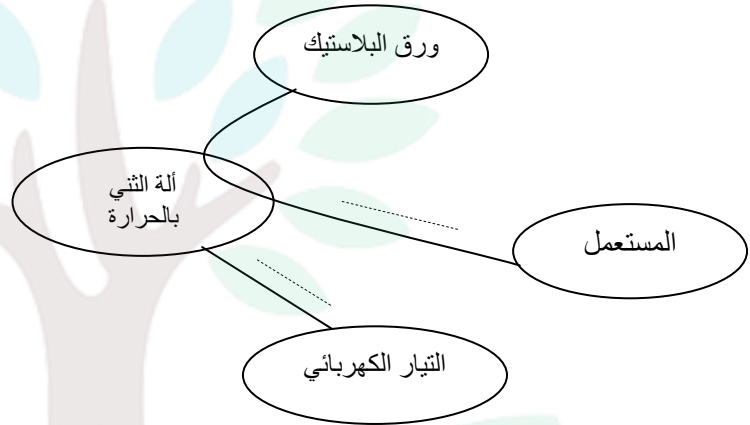 ورق البلاستيك
ألة الثني
بالحرارة
المستعمل
التيار الكهربائي